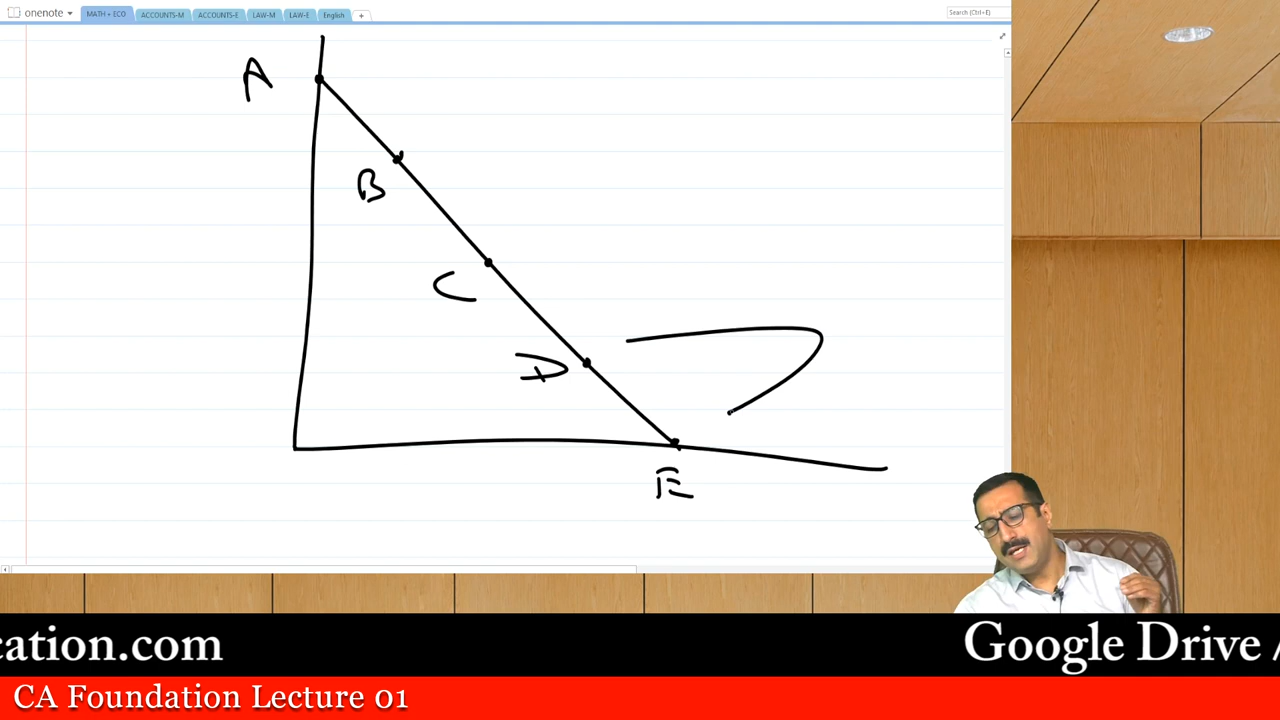 onenote MATH + ECO ACCOUNTS-M ACCOUNTS-E LAW-M LAW-E English + Search (Ctrl+E)
A
B
C
D
E
cation.com Google Drive /
CA Foundation Lecture 01